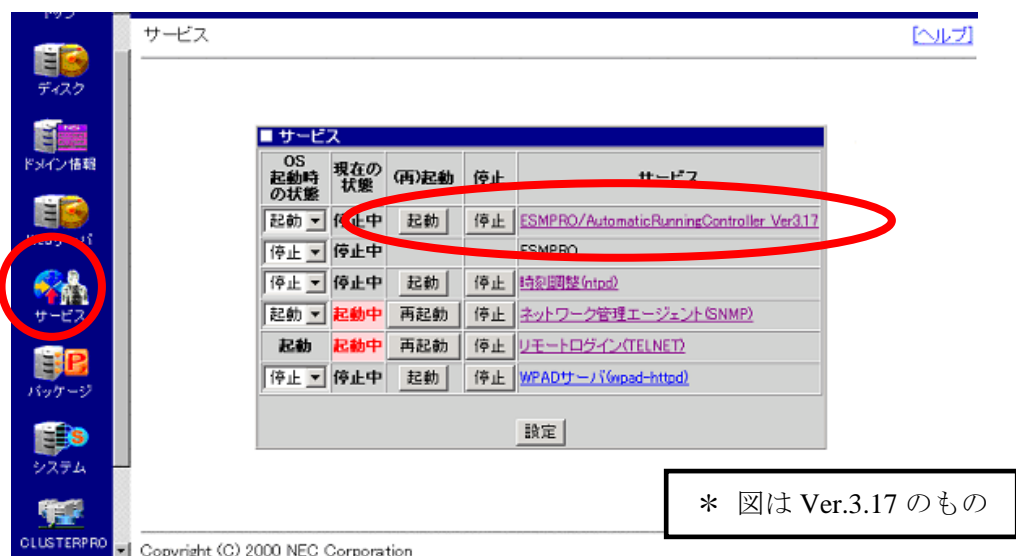 トップ
サービス
[ヘルプ]
ディスク
ドメイン情報
サービス
パッケージ
システム
CLUSTERPRO
■ サービス
OS起動時の状態 現在の状態 (再)起動 停止 サービス
起動 停止中 起動 停止 ESMPRO/AutomaticRunningController Ver3.17
停止 停止中 ESMPRO
停止 停止中 起動 停止 時刻調整(ntpd)
起動 起動中 再起動 停止 ネットワーク管理エージェント(SNMP)
起動 起動中 再起動 停止 リモートログイン(TELNET)
停止 停止中 起動 停止 WPADサーバ(wpad-httpd)
設定
＊ 図は Ver.3.17 のもの
Copyright (C) 2000 NEC Corporation